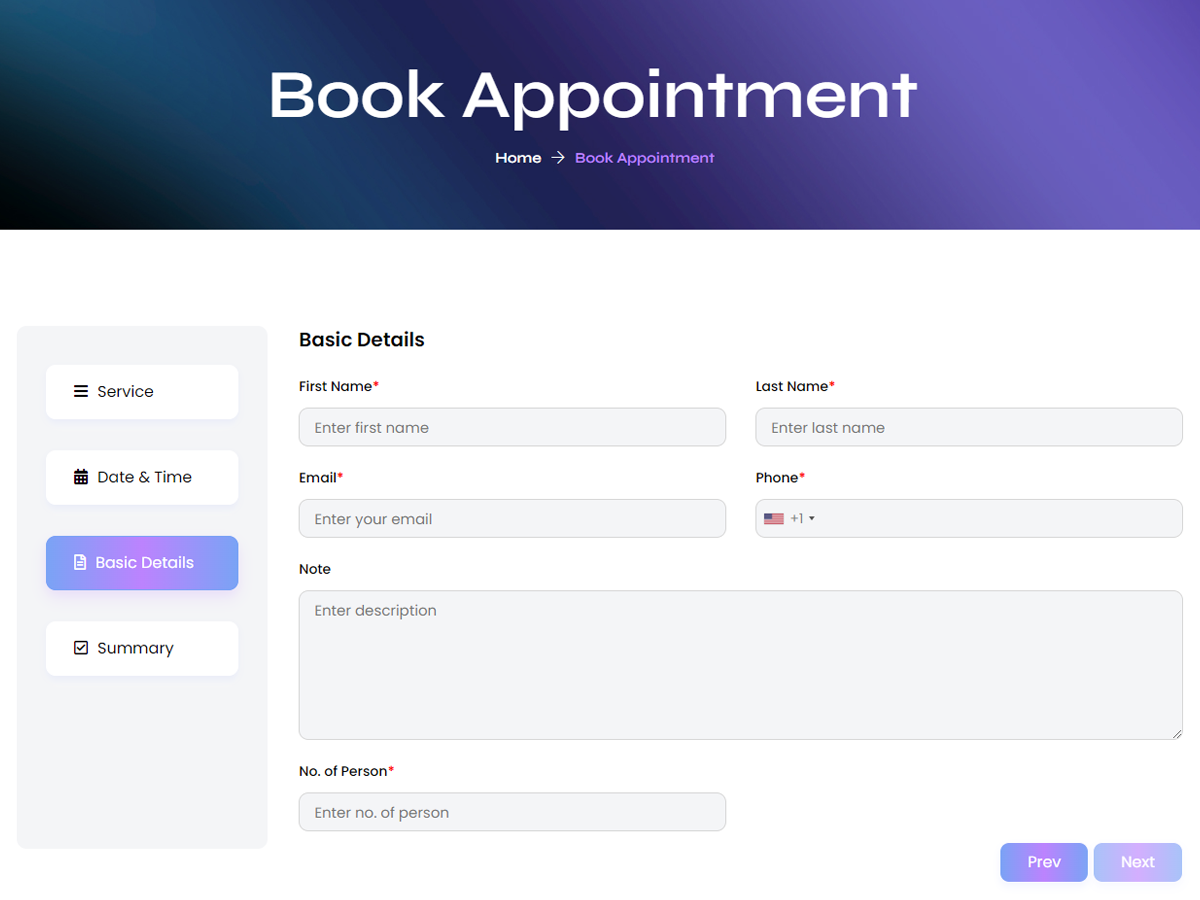 Book Appointment
Home → Book Appointment
Service
Date & Time
Basic Details
Summary
Basic Details
First Name*
Last Name*
Enter first name
Enter last name
Email*
Phone*
Enter your email
+1
Note
Enter description
No. of Person*
Enter no. of person
Prev
Next